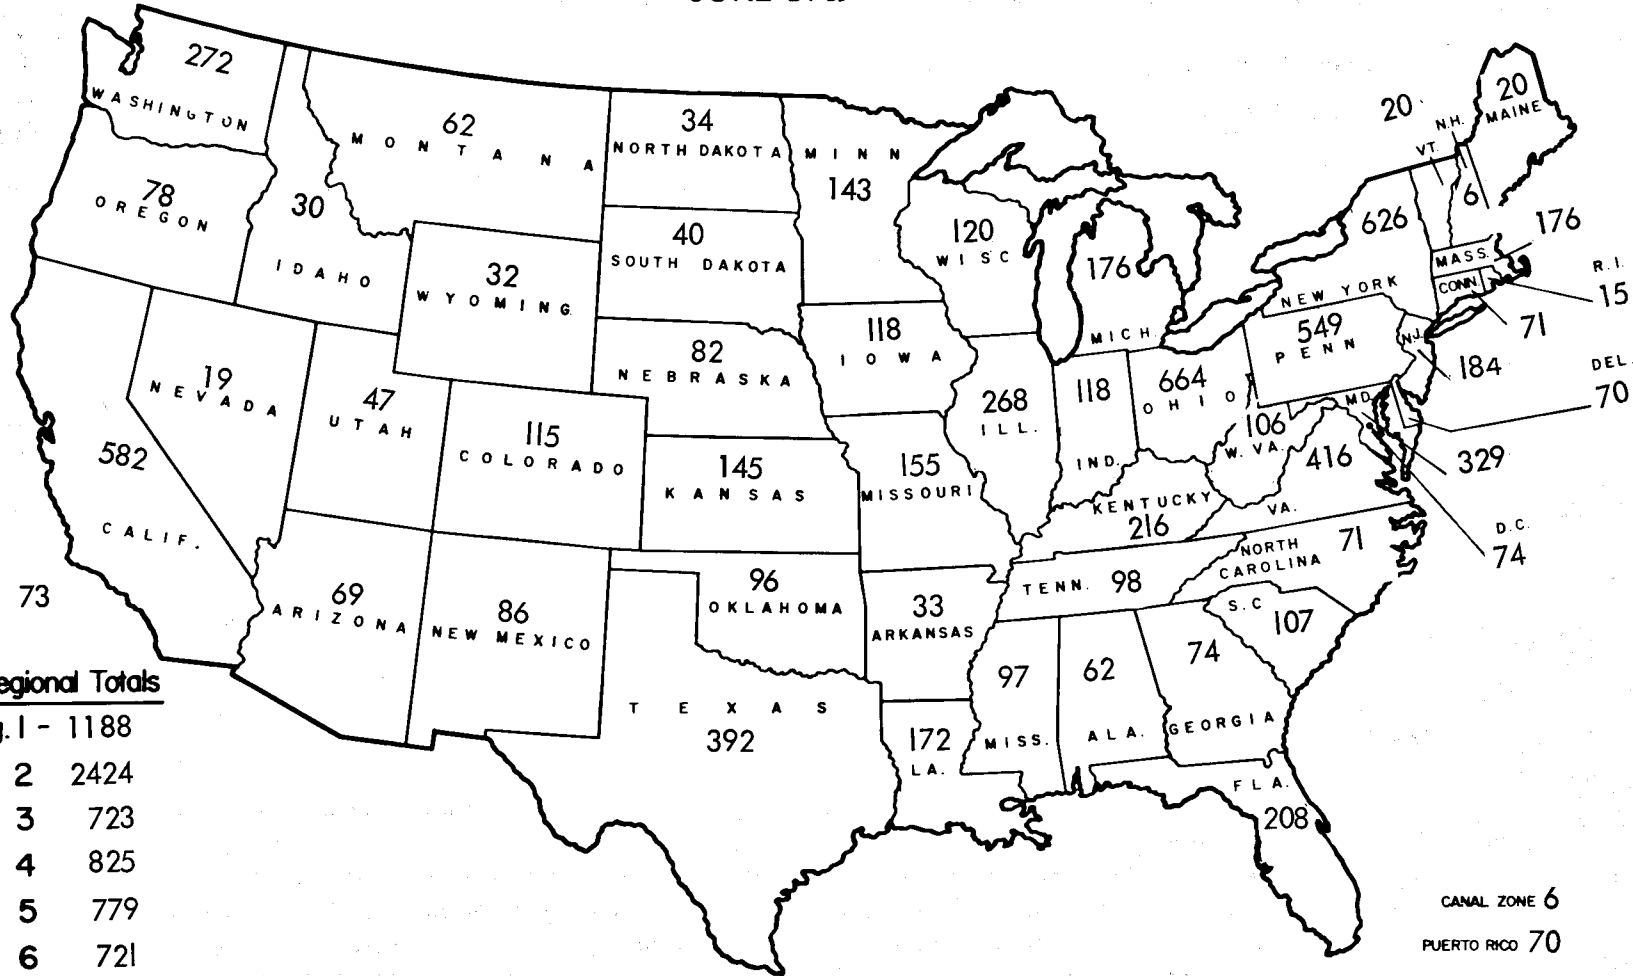 272
WASHINGTON
62
MONTANA
34
NORTH DAKOTA
MINN
143
20
N.H.
VT.
20
MAINE
6
78
OREGON
30
IDAHO
32
WYOMING
40
SOUTH DAKOTA
120
WISC
176
MICH.
626
NEW YORK
MASS.
176
CONN
R.I.
15
71
19
NEVADA
47
UTAH
82
NEBRASKA
118
IOWA
268
ILL.
118
IND.
664
OHIO
549
PENN
N.J.
184
DEL.
70
MD.
329
D.C.
74
582
CALIF.
115
COLORADO
145
KANSAS
155
MISSOURI
106
W. VA.
416
VA.
KENTUCKY
216
73
69
ARIZONA
86
NEW MEXICO
96
OKLAHOMA
33
ARKANSAS
TENN. 98
NORTH
CAROLINA
71
S.C
107
TEXAS
392
172
LA.
97
MISS.
62
ALA.
74
GEORGIA
FLA.
208
egional Totals
g. 1 - 1188
2 2424
3 723
4 825
5 779
6 721
CANAL ZONE 6
PUERTO RICO 70